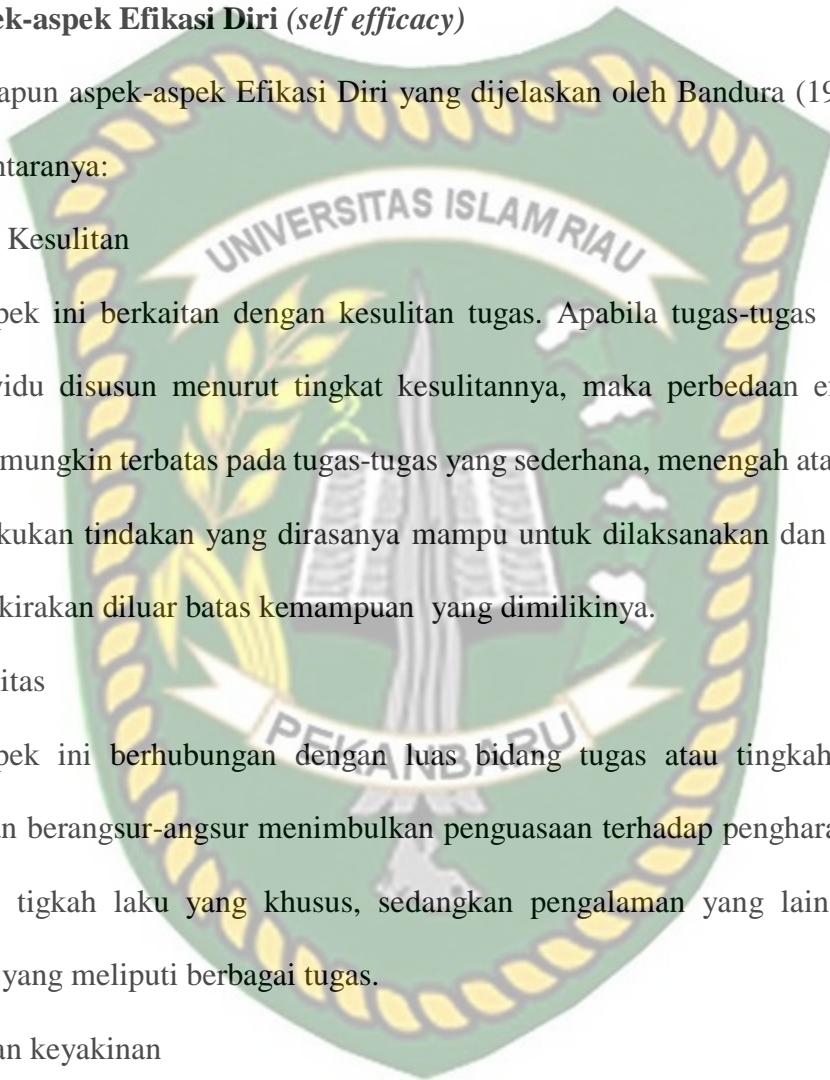 ek-aspek Efikasi Diri (self efficacy)
apun aspek-aspek Efikasi Diri yang dijelaskan oleh Bandura (19
ntaranya:
UNIVERSITAS ISLAM RIAU
Kesulitan
pek ini berkaitan dengan kesulitan tugas. Apabila tugas-tugas
vidu disusun menurut tingkat kesulitannya, maka perbedaan ef
mungkin terbatas pada tugas-tugas yang sederhana, menengah ata
kukan tindakan yang dirasanya mampu untuk dilaksanakan dan
kirakan diluar batas kemampuan yang dimilikinya.
itas
PEKANBARU
pek ini berhubungan dengan luas bidang tugas atau tingkah
an berangsur-angsur menimbulkan penguasaan terhadap penghara
tigkah laku yang khusus, sedangkan pengalaman yang lain
yang meliputi berbagai tugas.
an keyakinan